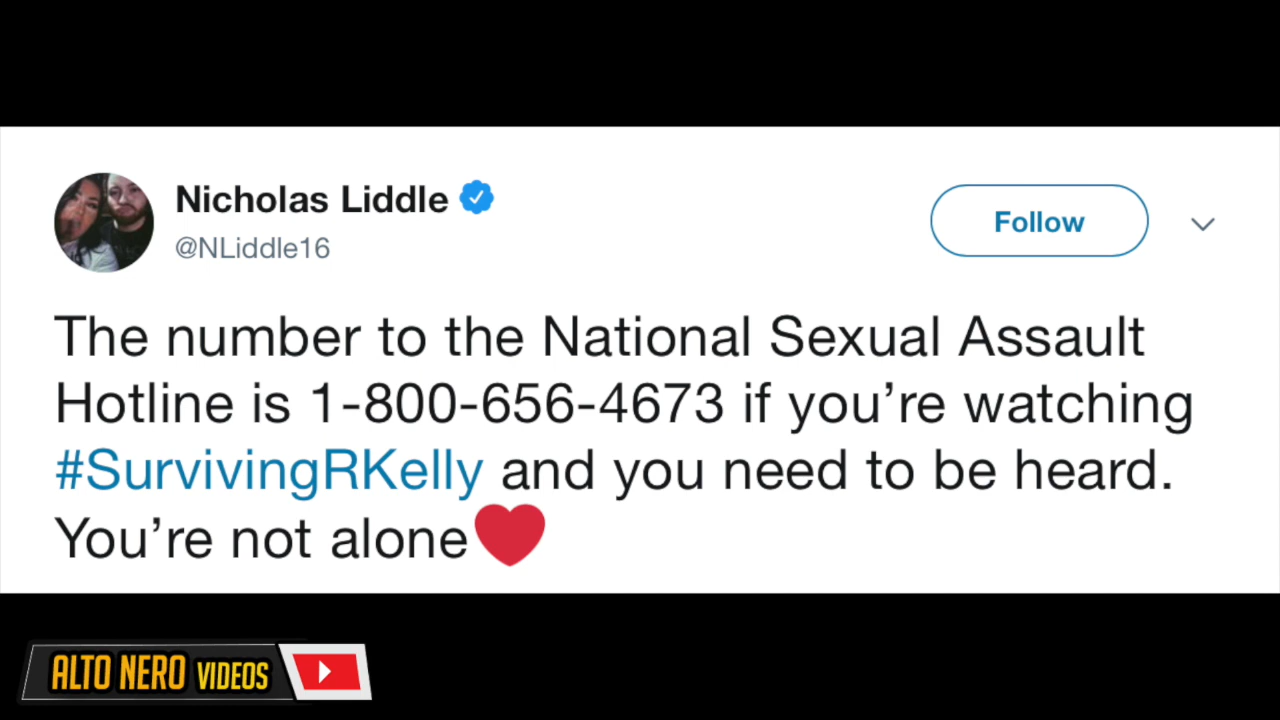 Nicholas Liddle
@NLiddle16
Follow
The number to the National Sexual Assault
Hotline is 1-800-656-4673 if you’re watching
#SurvivingRKelly and you need to be heard.
You’re not alone❤️
ALTO NERO VIDEOS